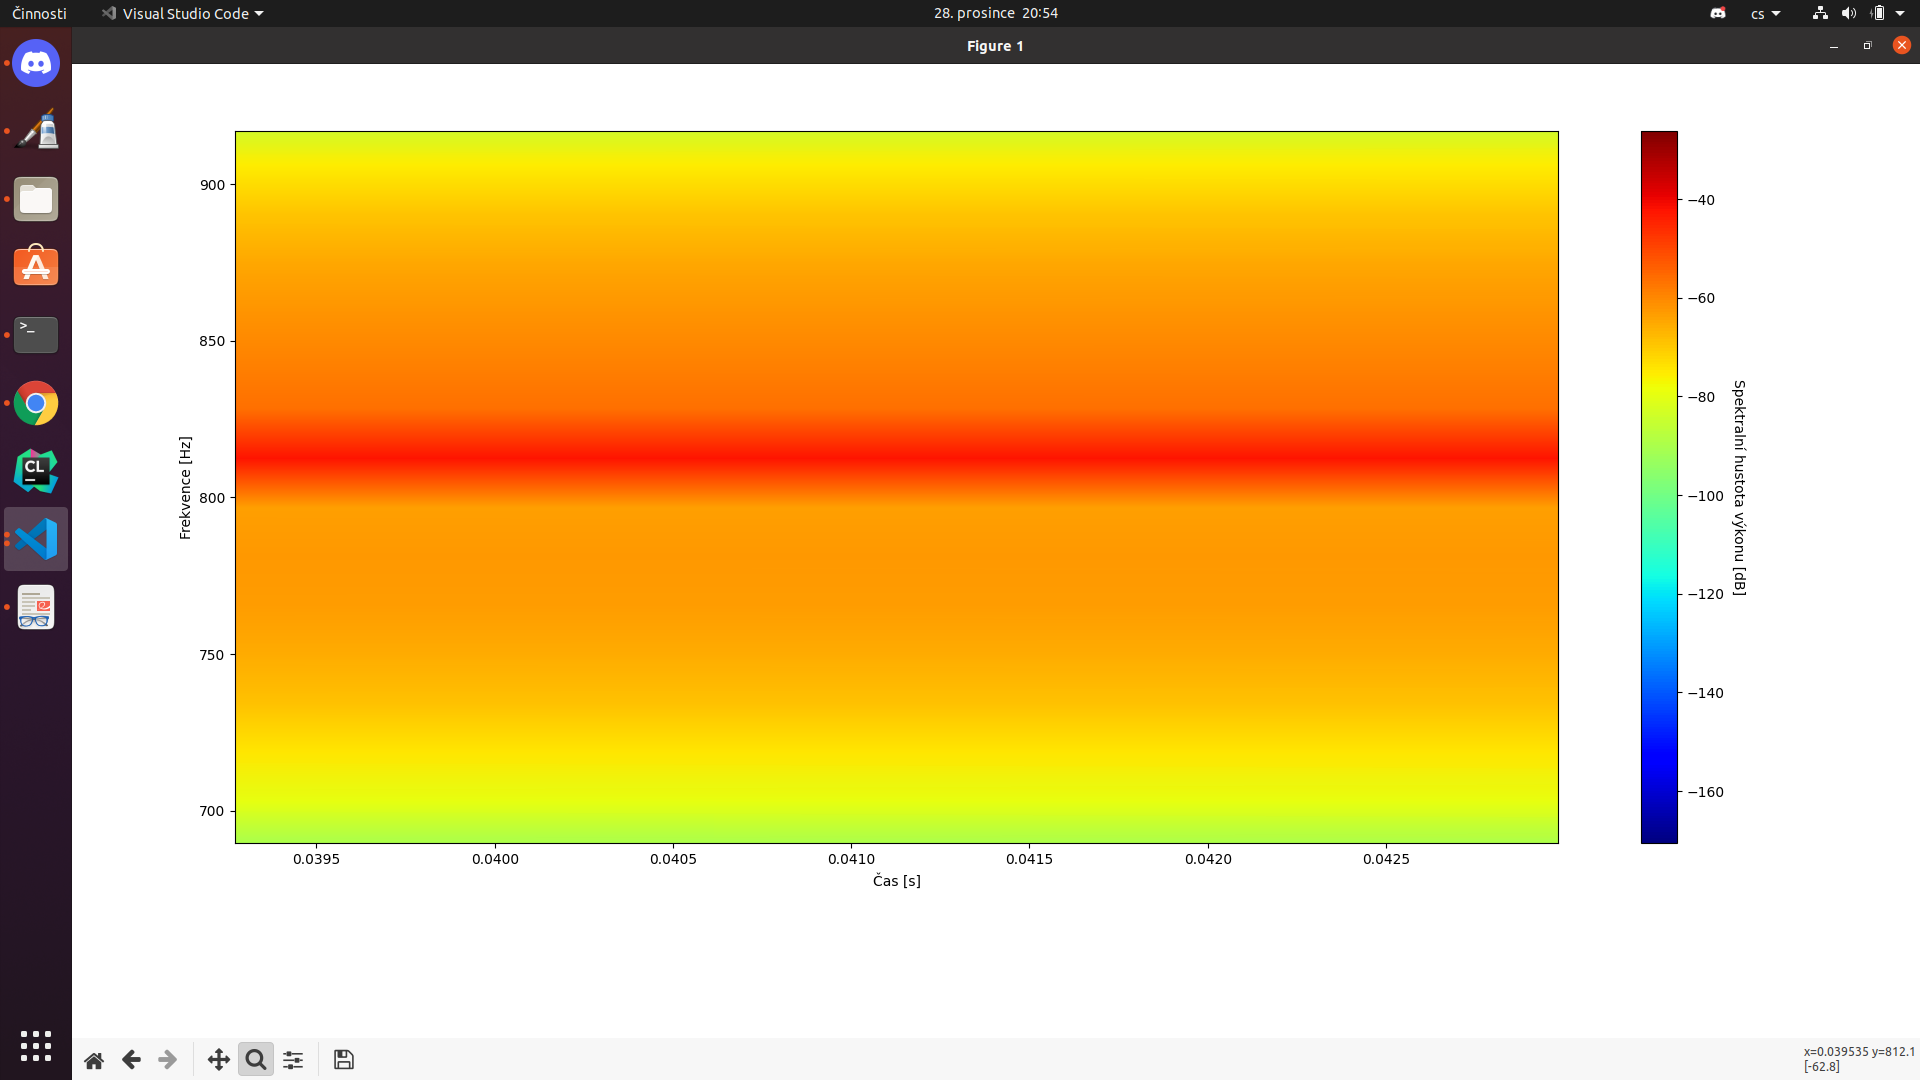 Činnosti
Visual Studio Code
28. prosince 20:54
cs
Figure 1
900
850
800
750
700
Frekvence [Hz]
0.0395
0.0400
0.0405
0.0410
0.0415
0.0420
0.0425
Čas [s]
−40
−60
−80
−100
−120
−140
−160
Spektralní hustota výkonu [dB]
>_
CL
x=0.039535 y=812.1
[-62.8]